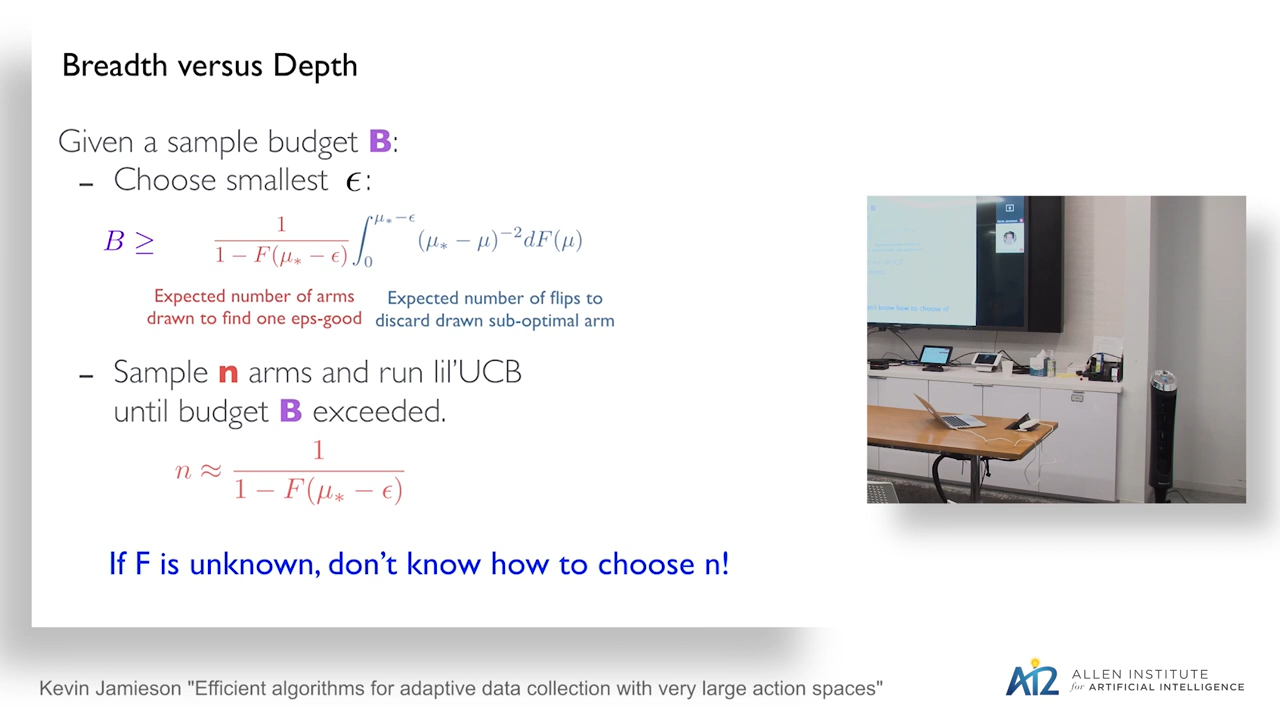 Breadth versus Depth
Given a sample budget B:
– Choose smallest ϵ:
B ≥ 1 / (1 − F(μ* − ϵ)) ∫_0^{μ*−ϵ} (μ* − μ)^{−2} dF(μ)
Expected number of arms
drawn to find one eps-good
Expected number of flips to
discard drawn sub-optimal arm
– Sample n arms and run lil'UCB
until budget B exceeded.
n ≈ 1 / (1 − F(μ* − ϵ))
If F is unknown, don't know how to choose n!
Kevin Jamieson "Efficient algorithms for adaptive data collection with very large action spaces"
AI2
ALLEN INSTITUTE
for ARTIFICIAL INTELLIGENCE